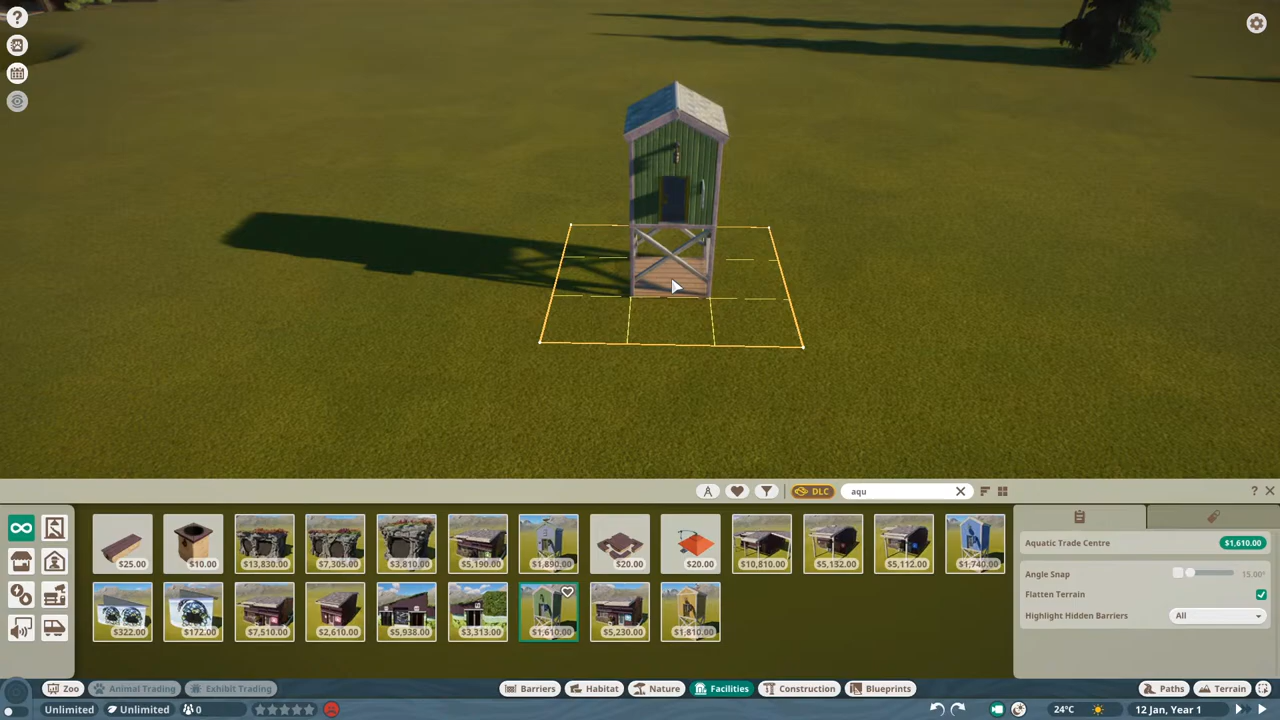 DLC
aqu
$25.00
$10.00
$13,830.00
$7,305.00
$3,810.00
$5,190.00
$1,890.00
$20.00
$20.00
$10,810.00
$5,132.00
$5,112.00
$1,740.00
$322.00
$172.00
$7,510.00
$2,610.00
$5,938.00
$3,313.00
$1,610.00
$5,230.00
$1,810.00
Aquatic Trade Centre
$1,610.00
Angle Snap
15.00°
Flatten Terrain
Highlight Hidden Barriers
All
Zoo
Animal Trading
Exhibit Trading
Barriers
Habitat
Nature
Facilities
Construction
Blueprints
Paths
Terrain
Unlimited
Unlimited
0
24°C
12 Jan, Year 1